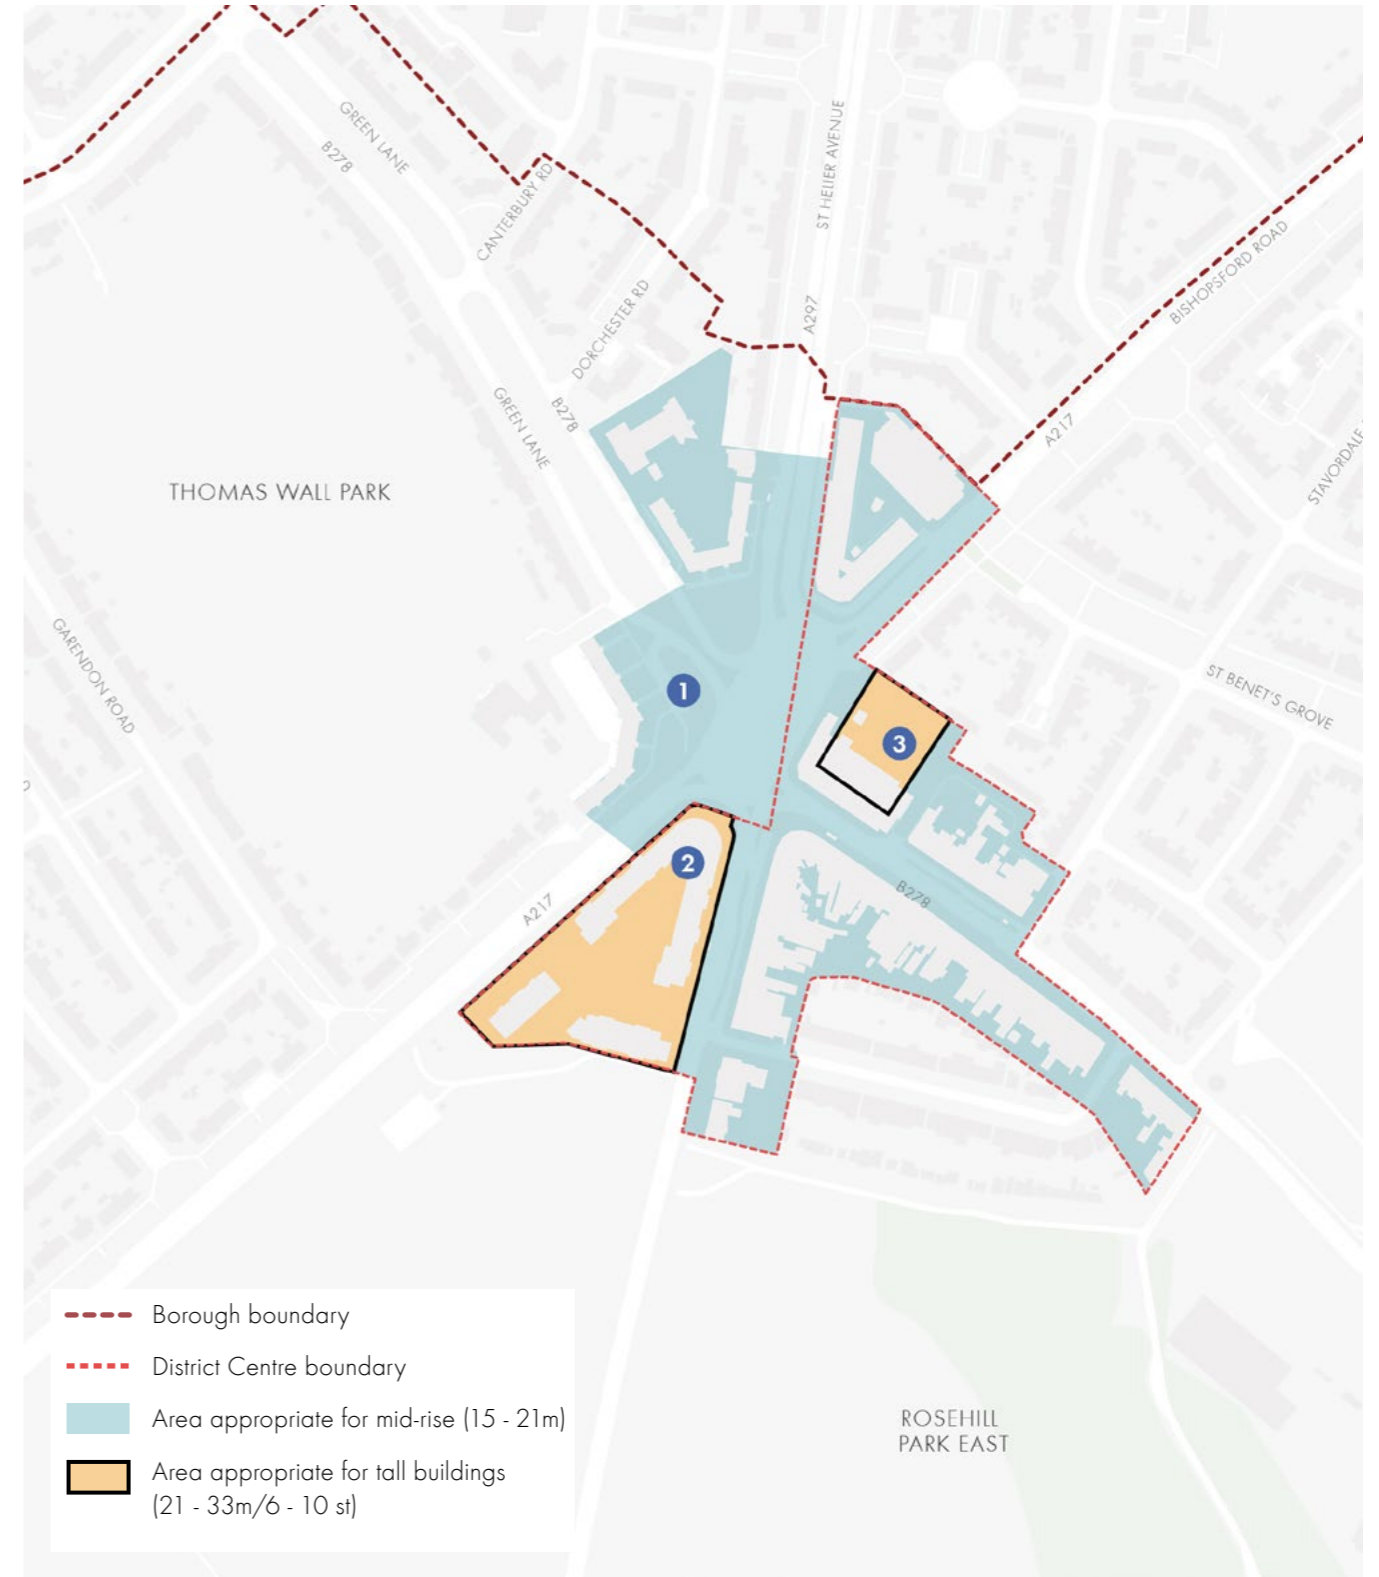 GREEN LANE
B278
CANTERBURY RD
ST HELIER AVENUE
BISHOPSFORD ROAD
A297
DORCHESTER RD
GREEN LANE
B278
A217
THOMAS WALL PARK
GARENDON ROAD
ST BENET'S GROVE
1
3
2
B278
A217
Borough boundary
District Centre boundary
Area appropriate for mid-rise (15 - 21m)
Area appropriate for tall buildings
(21 - 33m/6 - 10 st)
ROSEHILL
PARK EAST